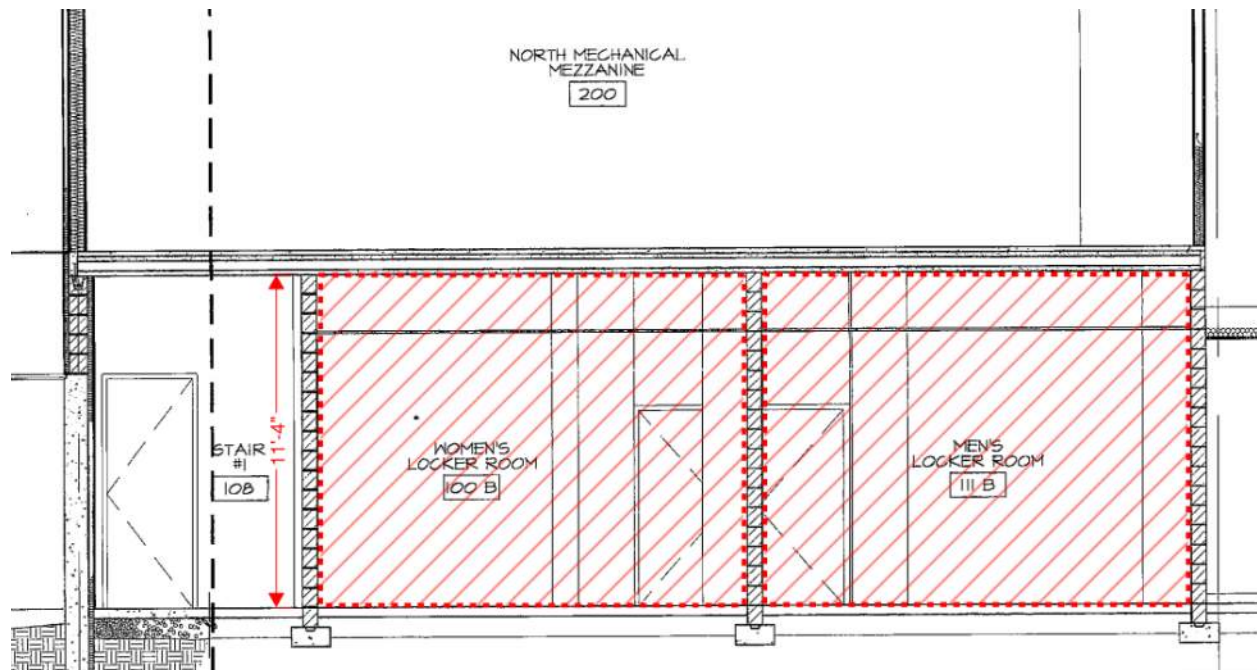 NORTH MECHANICAL
MEZZANINE
200
STAIR
#1
108
11'-4"
WOMEN'S
LOCKER ROOM
100 B
MEN'S
LOCKER ROOM
111 B